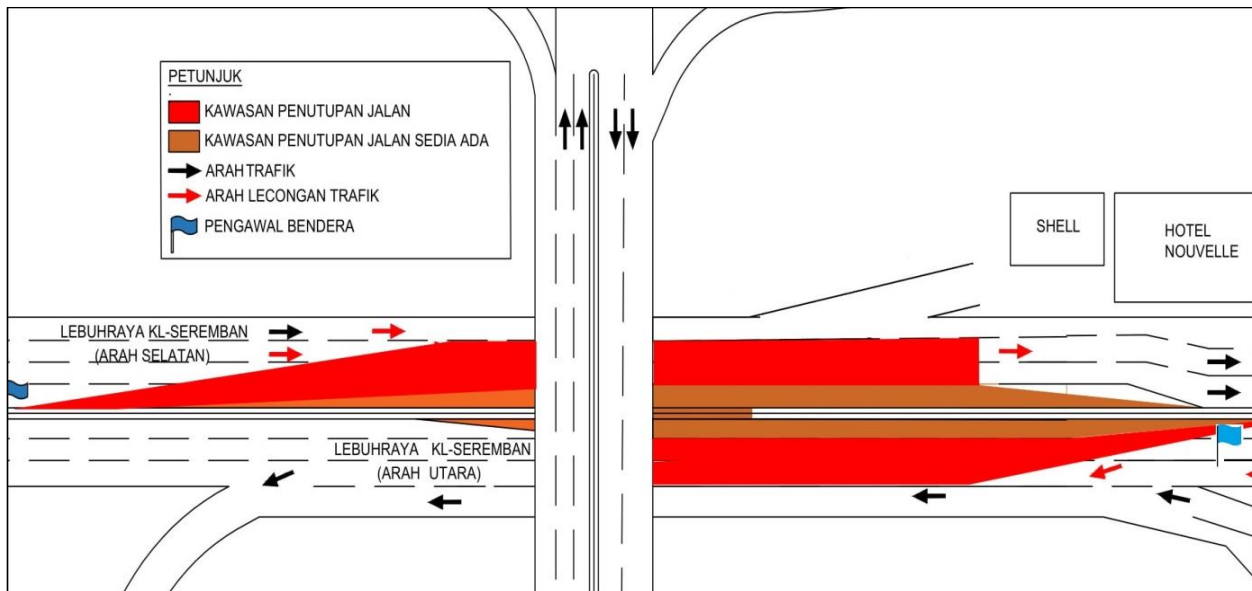 PETUNJUK
KAWASAN PENUTUPAN JALAN
KAWASAN PENUTUPAN JALAN SEDIA ADA
ARAH TRAFIK
ARAH LECONGAN TRAFIK
PENGAWAL BENDERA
SHELL
HOTEL
NOUVELLE
LEBUHRAYA KL-SEREMBAN
(ARAH SELATAN)
LEBUHRAYA KL-SEREMBAN
(ARAH UTARA)